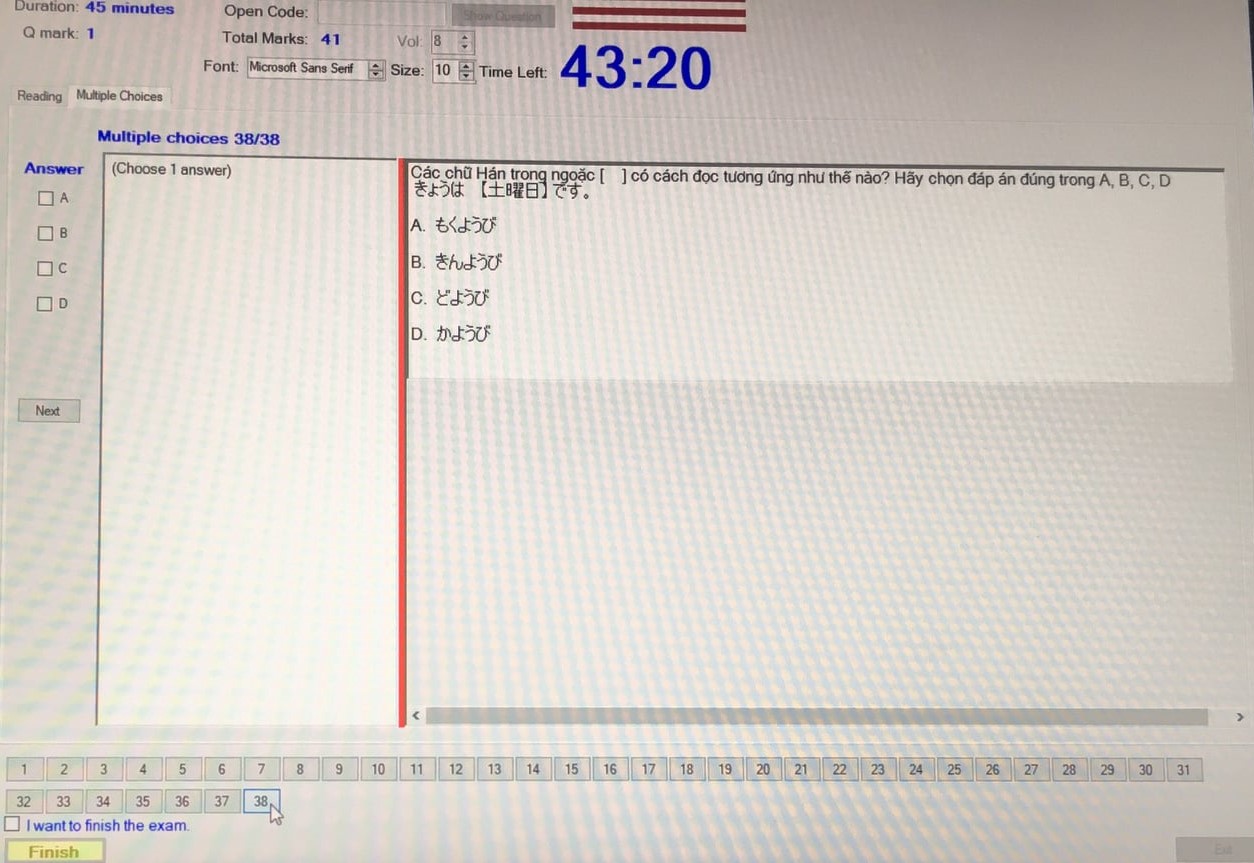 Duration: 45 minutes
Open Code:
Show Question
Q mark: 1
Total Marks: 41
Vol: 8
Font: Microsoft Sans Serif
Size: 10
Time Left: 43:20
Reading
Multiple Choices
Multiple choices 38/38
Answer
(Choose 1 answer)
A
B
C
D
Next
Các chữ Hán trong ngoặc [ ] có cách đọc tương ứng như thế nào? Hãy chọn đáp án đúng trong A, B, C, D
きょうは 【土曜日】です。
A. もくようび
B. きんようび
C. どようび
D. かようび
1 2 3 4 5 6 7 8 9 10 11 12 13 14 15 16 17 18 19 20 21 22 23 24 25 26 27 28 29 30 31
32 33 34 35 36 37 38
I want to finish the exam.
Finish
Exit